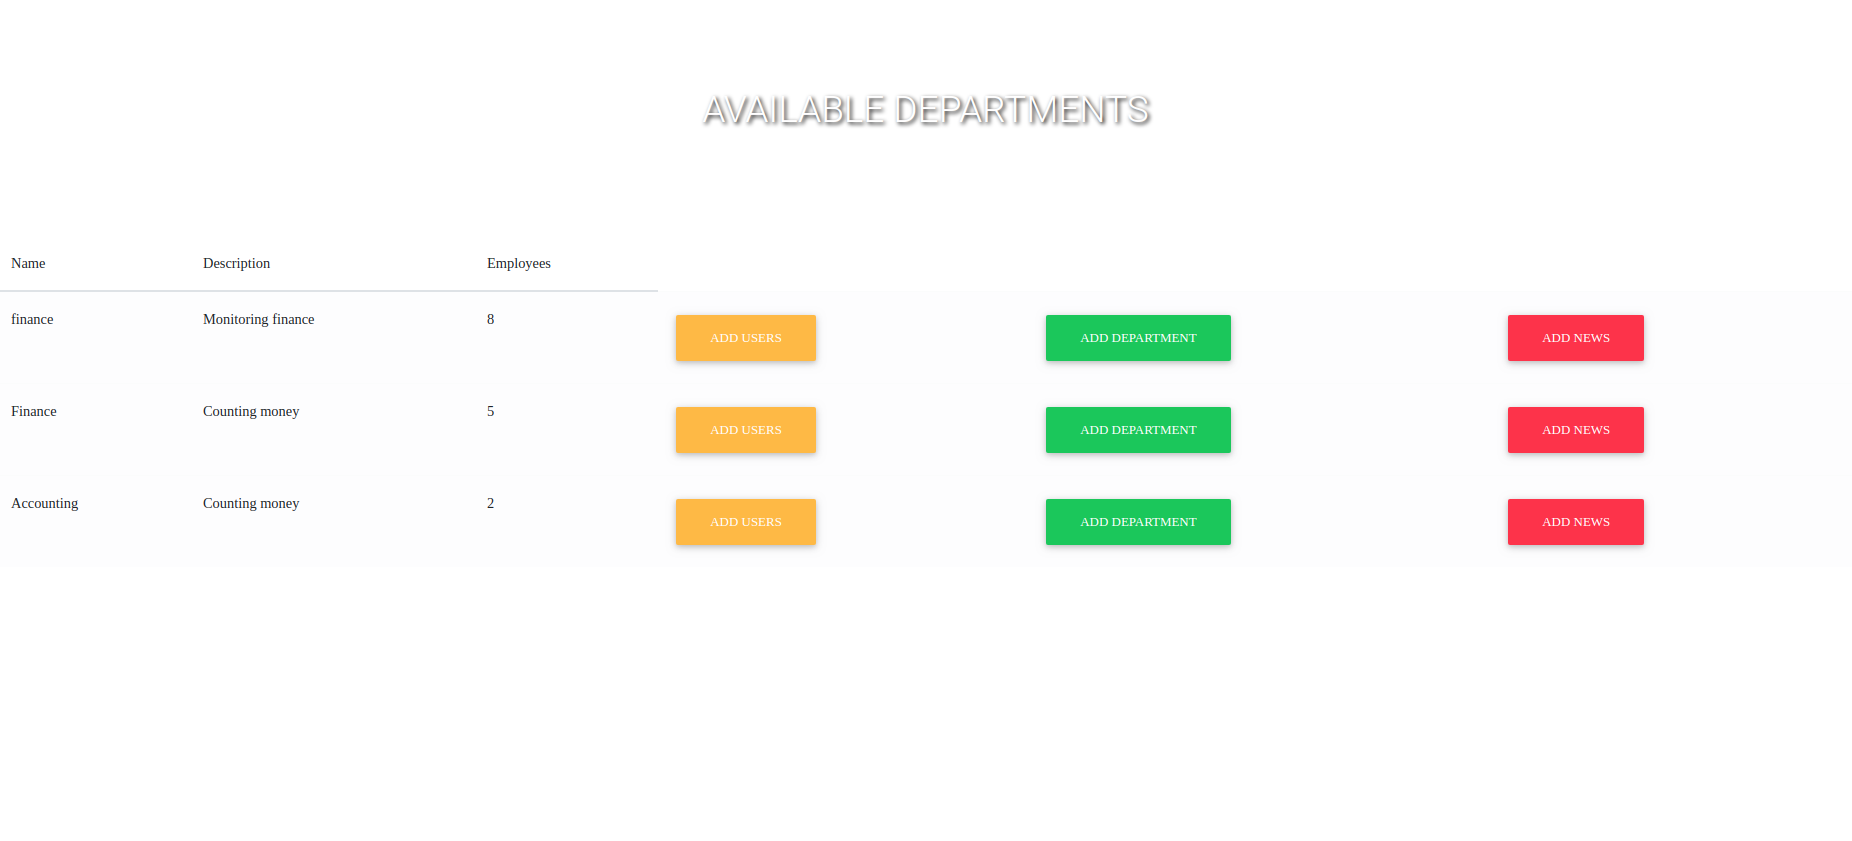 AVAILABLE DEPARTMENTS
Name Description Employees
finance Monitoring finance 8 ADD USERS ADD DEPARTMENT ADD NEWS
Finance Counting money 5 ADD USERS ADD DEPARTMENT ADD NEWS
Accounting Counting money 2 ADD USERS ADD DEPARTMENT ADD NEWS